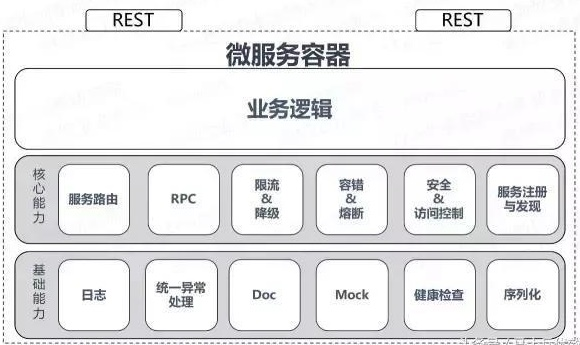 REST
REST
微服务容器
业务逻辑
核心能力
服务路由
RPC
限流
&
降级
容错
&
熔断
安全
&
访问控制
服务注册
与发现
基础能力
日志
统一异常
处理
Doc
Mock
健康检查
序列化